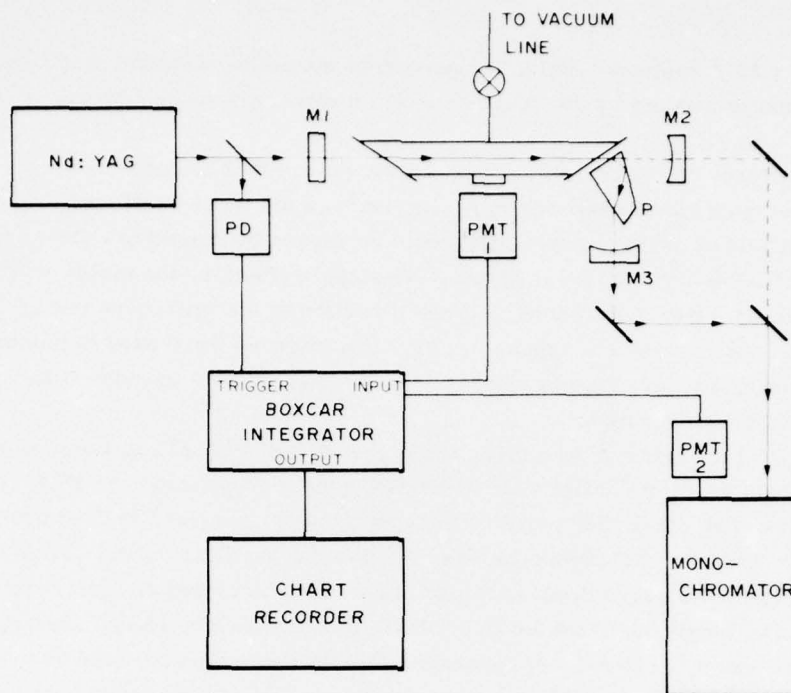 TO VACUUM
LINE
M1
M2
Nd: YAG
PD
PMT
1
P
M3
TRIGGER INPUT
BOXCAR
INTEGRATOR
OUTPUT
PMT
2
MONO-
CHROMATOR
CHART
RECORDER